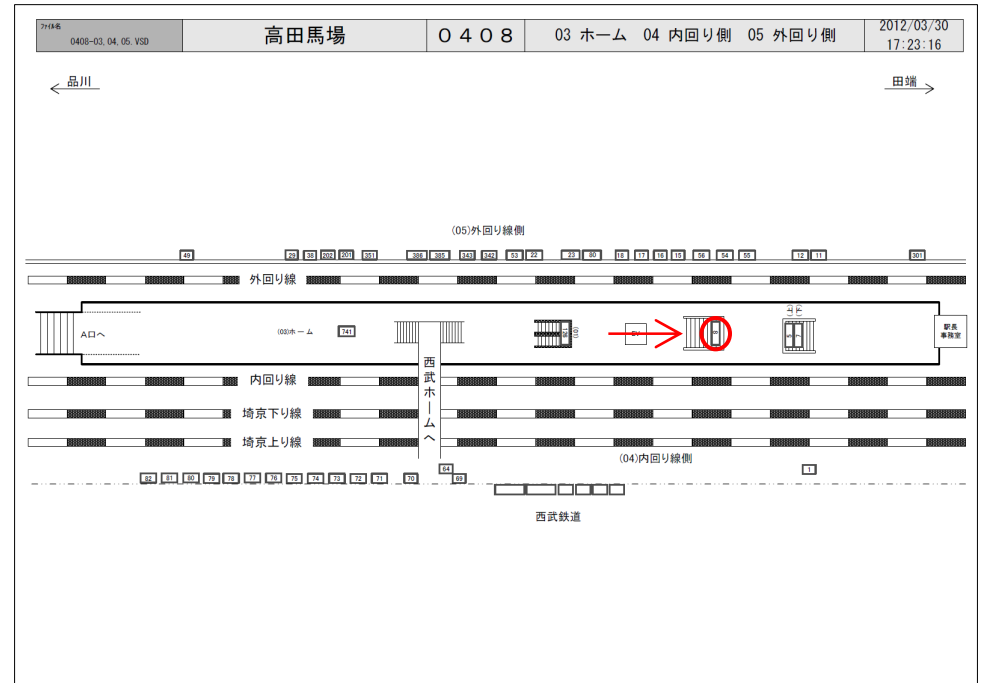 ファイル名
0408-03, 04, 05. VSD
高田馬場
0408
03 ホーム 04 内回り側 05 外回り側
2012/03/30
17:23:16
品川
田端
(05)外回り線側
49 29 38 202 201 351 386 385 343 342 53 22 23 80 18 17 16 15 56 54 55 12 11 301
外回り線
A口へ
(03)ホーム
741
126
(01)
8
(上)
(下)
駅長
事務室
西武ホームへ
内回り線
埼京下り線
埼京上り線
(04)内回り線側
82 81 80 79 78 77 76 75 74 73 72 71 70 64 69 1
西武鉄道